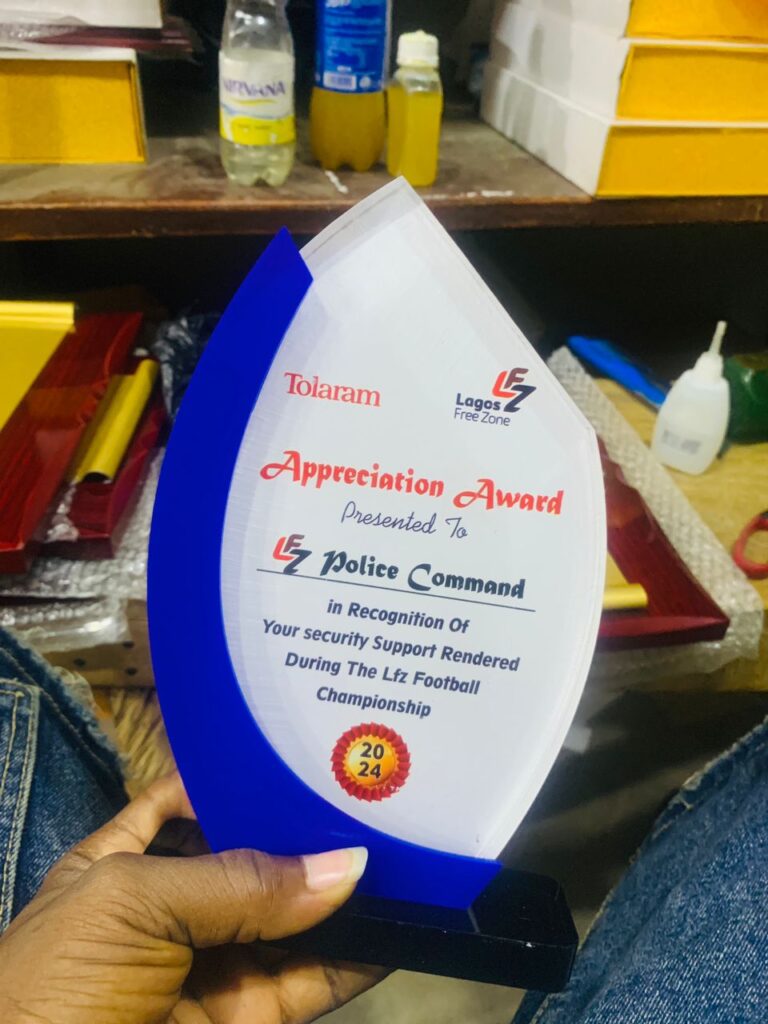 NIRVANA
Tolaram
LFZ
Lagos
Free Zone
Appreciation Award
Presented To
LFZ Police Command
in Recognition Of
Your security Support Rendered
During The Lfz Football
Championship
20
24